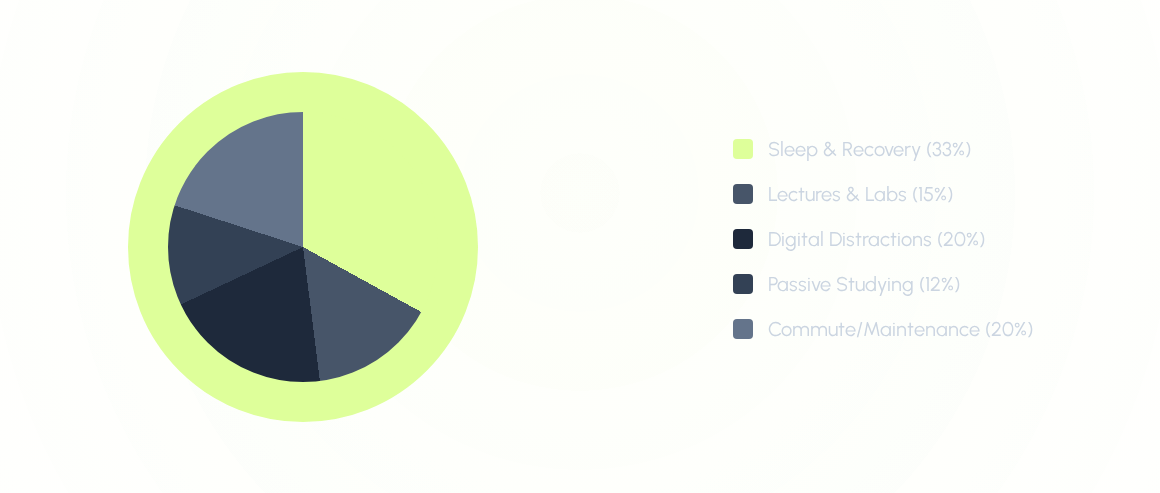 Sleep & Recovery (33%)
Lectures & Labs (15%)
Digital Distractions (20%)
Passive Studying (12%)
Commute/Maintenance (20%)